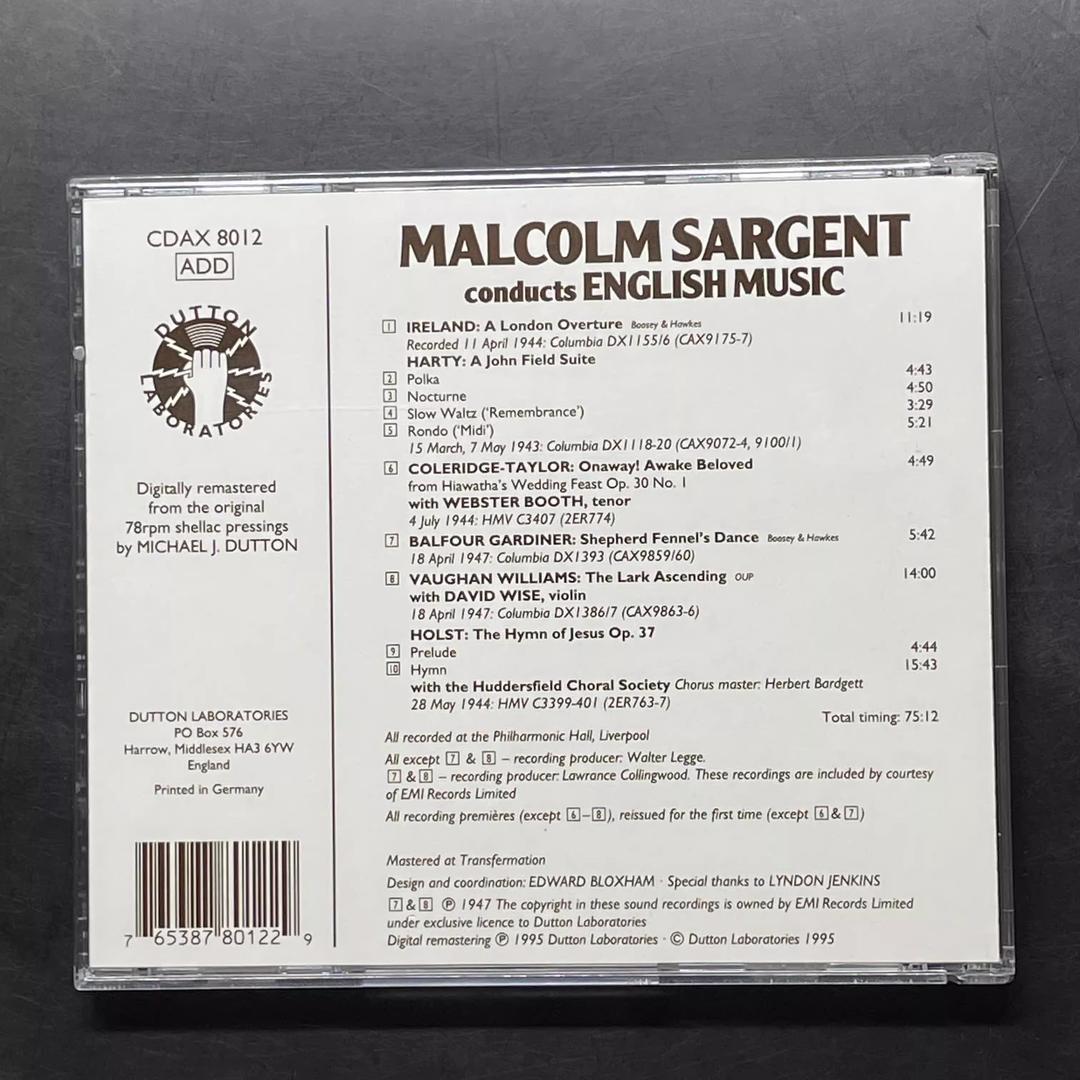 CDAX 8012
ADD
DUTTON
LABORATORIES
Digitally remastered
from the original
78rpm shellac pressings
by MICHAEL J. DUTTON
DUTTON LABORATORIES
PO Box 576
Harrow, Middlesex HA3 6YW
England
Printed in Germany
7 65387 80122 9
MALCOLM SARGENT
conducts ENGLISH MUSIC
1 IRELAND: A London Overture Boosey & Hawkes 11:19
Recorded 11 April 1944: Columbia DX1155/6 (CAX9175-7)
HARTY: A John Field Suite
2 Polka 4:43
3 Nocturne 4:50
4 Slow Waltz (‘Remembrance’) 3:29
5 Rondo (‘Midi’) 5:21
15 March, 7 May 1943: Columbia DX1118-20 (CAX9072-4, 9100/1)
6 COLERIDGE-TAYLOR: Onaway! Awake Beloved 4:49
from Hiawatha’s Wedding Feast Op. 30 No. 1
with WEBSTER BOOTH, tenor
4 July 1944: HMV C3407 (2ER774)
7 BALFOUR GARDINER: Shepherd Fennel’s Dance Boosey & Hawkes 5:42
18 April 1947: Columbia DX1393 (CAX9859/60)
8 VAUGHAN WILLIAMS: The Lark Ascending OUP 14:00
with DAVID WISE, violin
18 April 1947: Columbia DX1386/7 (CAX9863-6)
HOLST: The Hymn of Jesus Op. 37
9 Prelude 4:44
10 Hymn 15:43
with the Huddersfield Choral Society Chorus master: Herbert Bardgett
28 May 1944: HMV C3399-401 (2ER763-7)
Total timing: 75:12
All recorded at the Philharmonic Hall, Liverpool
All except 7 & 8 – recording producer: Walter Legge.
7 & 8 – recording producer: Lawrance Collingwood. These recordings are included by courtesy
of EMI Records Limited
All recording premières (except 6–8), reissued for the first time (except 6 & 7)
Mastered at Transfermation
Design and coordination: EDWARD BLOXHAM · Special thanks to LYNDON JENKINS
7 & 8 ℗ 1947 The copyright in these sound recordings is owned by EMI Records Limited
under exclusive licence to Dutton Laboratories
Digital remastering ℗ 1995 Dutton Laboratories · © Dutton Laboratories 1995